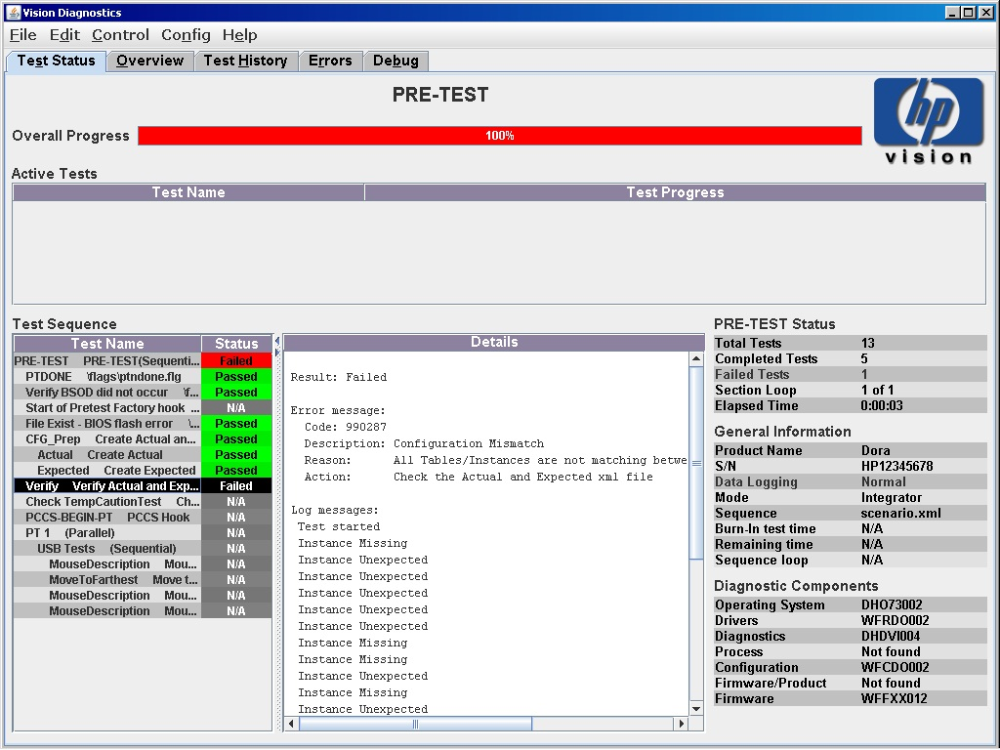 Vision Diagnostics
File Edit Control Config Help
Test Status Overview Test History Errors Debug
PRE-TEST
hp
vision
Overall Progress 100%
Active Tests
Test Name Test Progress
Test Sequence
Test Name Status
PRE-TEST PRE-TEST(Sequenti... Failed
PTDONE \flags\ptndone.flg Passed
Verify BSOD did not occur \f... Passed
Start of Pretest Factory hook ... N/A
File Exist - BIOS flash error \... Passed
CFG_Prep Create Actual an... Passed
Actual Create Actual Passed
Expected Create Expected Passed
Verify Verify Actual and Exp... Failed
Check TempCautionTest Ch... N/A
PCCS-BEGIN-PT PCCS Hook N/A
PT 1 (Parallel) N/A
USB Tests (Sequential) N/A
MouseDescription Mou... N/A
MoveToFarthest Move t... N/A
MouseDescription Mou... N/A
MouseDescription Mou... N/A
Details
Result: Failed
Error message:
Code: 990287
Description: Configuration Mismatch
Reason: All Tables/Instances are not matching betwe
Action: Check the Actual and Expected xml file
Log messages:
Test started
Instance Missing
Instance Unexpected
Instance Unexpected
Instance Unexpected
Instance Unexpected
Instance Unexpected
Instance Missing
Instance Missing
Instance Unexpected
Instance Missing
Instance Unexpected
PRE-TEST Status
Total Tests 13
Completed Tests 5
Failed Tests 1
Section Loop 1 of 1
Elapsed Time 0:00:03
General Information
Product Name Dora
S/N HP12345678
Data Logging Normal
Mode Integrator
Sequence scenario.xml
Burn-In test time N/A
Remaining time N/A
Sequence loop N/A
Diagnostic Components
Operating System DHO73002
Drivers WFRDO002
Diagnostics DHDVI004
Process Not found
Configuration WFCDO002
Firmware/Product Not found
Firmware WFFXX012